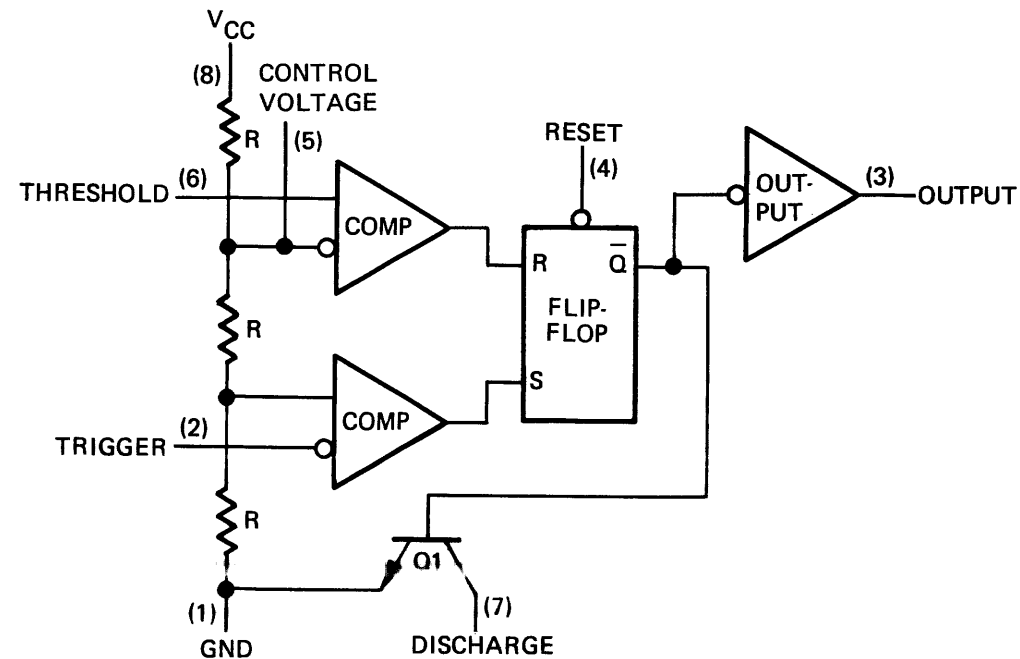 VCC
(8)
CONTROL
VOLTAGE
R
(5)
RESET
(4)
THRESHOLD
(6)
COMP
OUT-
PUT
(3)
OUTPUT
R
Q̅
FLIP-
FLOP
R
S
COMP
TRIGGER
(2)
R
Q1
(1)
GND
(7)
DISCHARGE